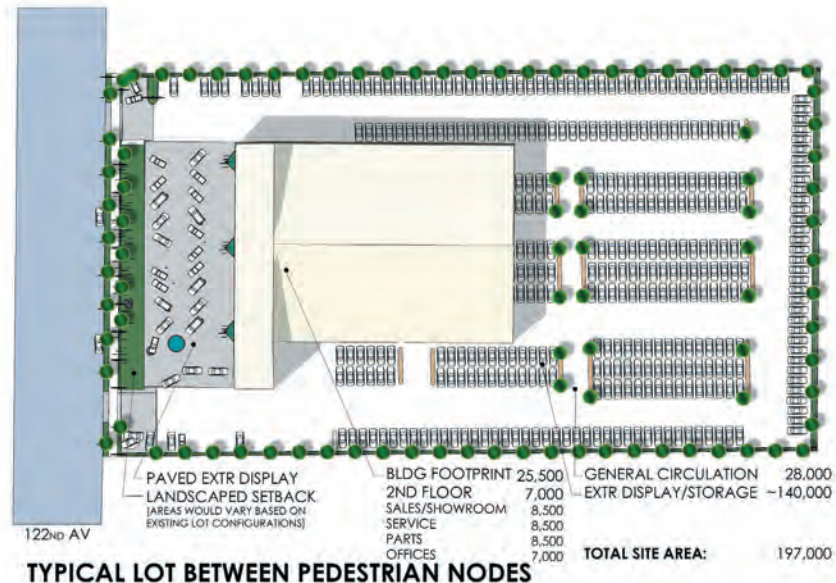 PAVED EXTR DISPLAY
LANDSCAPED SETBACK
(AREAS WOULD VARY BASED ON
EXISTING LOT CONFIGURATIONS)
122ND AV
BLDG FOOTPRINT 25,500
2ND FLOOR 7,000
SALES/SHOWROOM 8,500
SERVICE 8,500
PARTS 8,500
OFFICES 7,000
GENERAL CIRCULATION 28,000
EXTR DISPLAY/STORAGE ~140,000
TOTAL SITE AREA: 197,000
TYPICAL LOT BETWEEN PEDESTRIAN NODES